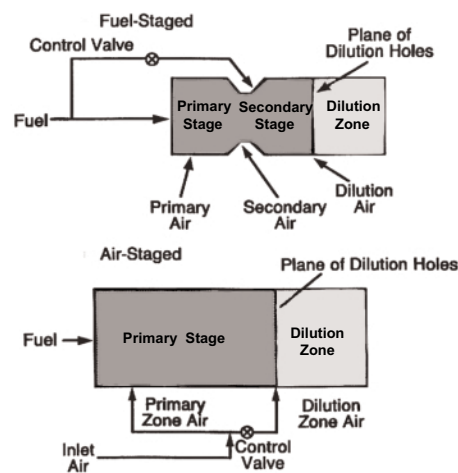 Fuel-Staged
Control Valve
Plane of
Dilution Holes
Fuel
Primary
Stage
Secondary
Stage
Dilution
Zone
Primary
Air
Secondary
Air
Dilution
Air
Air-Staged
Plane of Dilution Holes
Fuel
Primary Stage
Dilution
Zone
Primary
Zone Air
Dilution
Zone Air
Inlet
Air
Control
Valve